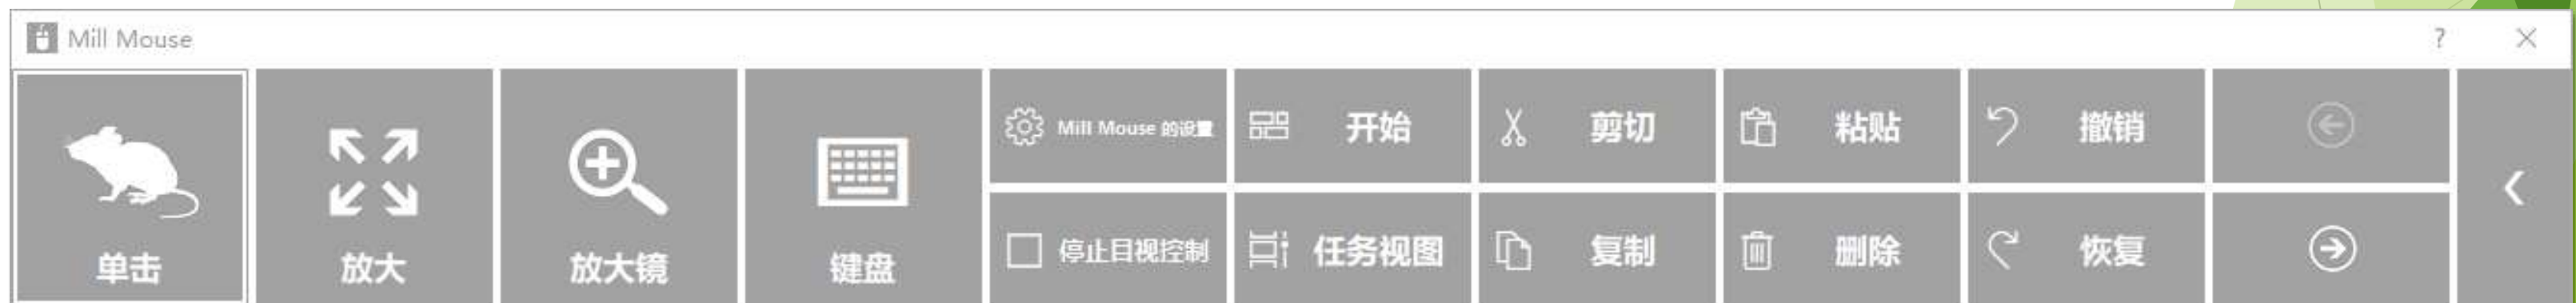 Mill Mouse
?
单击
放大
放大镜
键盘
Mill Mouse 的设置
开始
剪切
粘贴
撤销
停止目视控制
任务视图
复制
删除
恢复